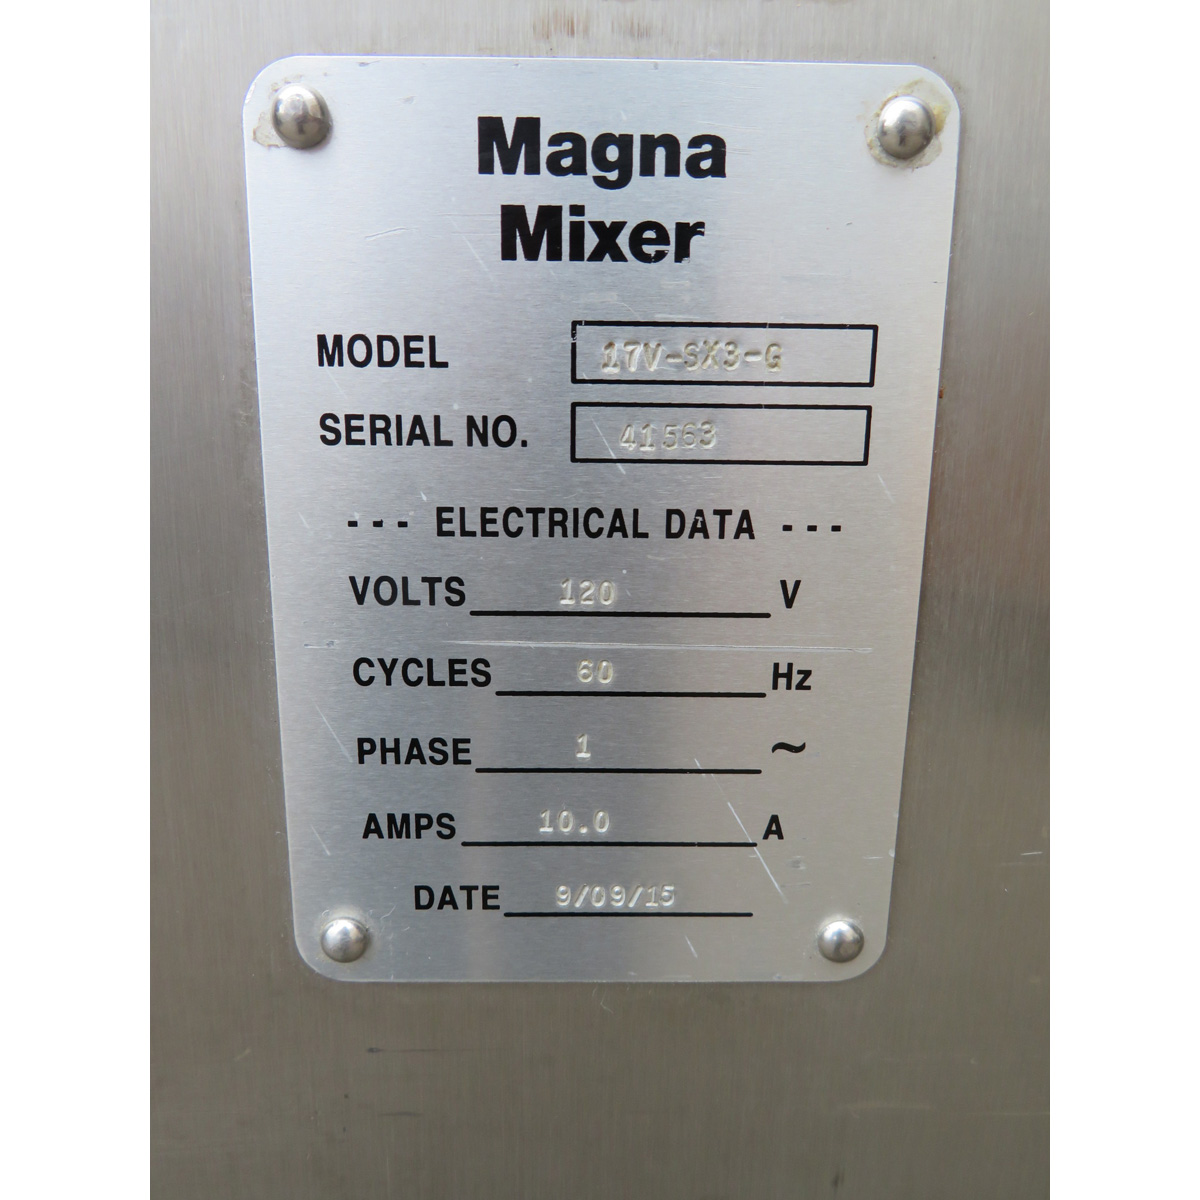 Magna
Mixer
MODEL 17V-SX3-G
SERIAL NO. 41563
--- ELECTRICAL DATA ---
VOLTS 120 V
CYCLES 60 Hz
PHASE 1 ~
AMPS 10.0 A
DATE 9/09/15